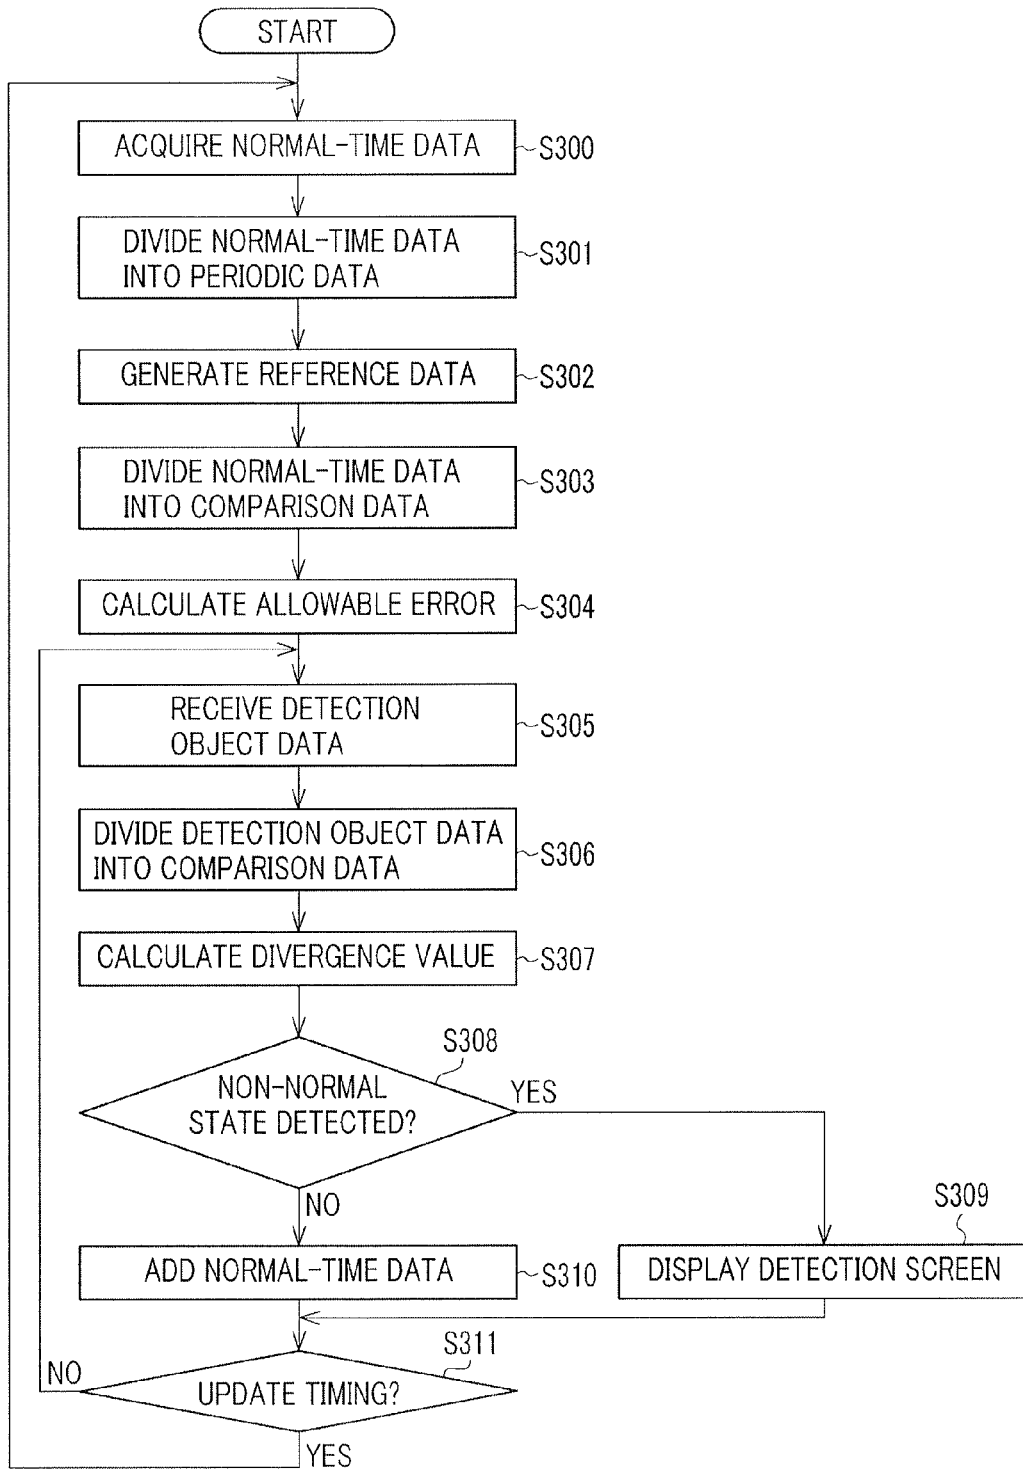 START
ACQUIRE NORMAL-TIME DATA
S300
DIVIDE NORMAL-TIME DATA
INTO PERIODIC DATA
S301
GENERATE REFERENCE DATA
S302
DIVIDE NORMAL-TIME DATA
INTO COMPARISON DATA
S303
CALCULATE ALLOWABLE ERROR
S304
RECEIVE DETECTION
OBJECT DATA
S305
DIVIDE DETECTION OBJECT DATA
INTO COMPARISON DATA
S306
CALCULATE DIVERGENCE VALUE
S307
S308
NON-NORMAL
STATE DETECTED?
YES
NO
S309
DISPLAY DETECTION SCREEN
ADD NORMAL-TIME DATA
S310
S311
UPDATE TIMING?
NO
YES